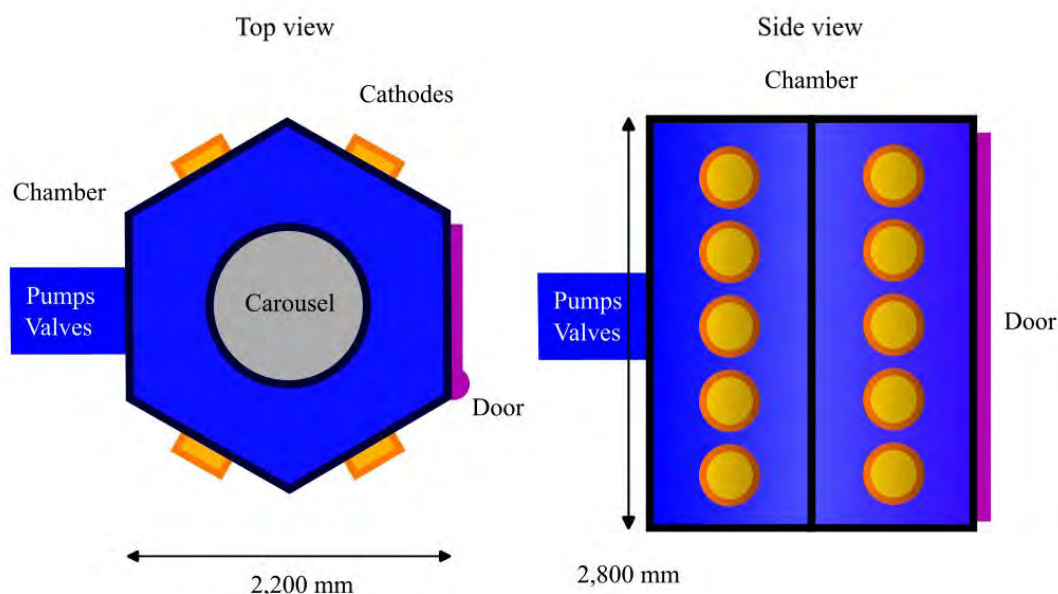 Top view
Side view
Chamber
Cathodes
Chamber
Pumps
Valves
Carousel
Pumps
Valves
Door
Door
2,200 mm
2,800 mm